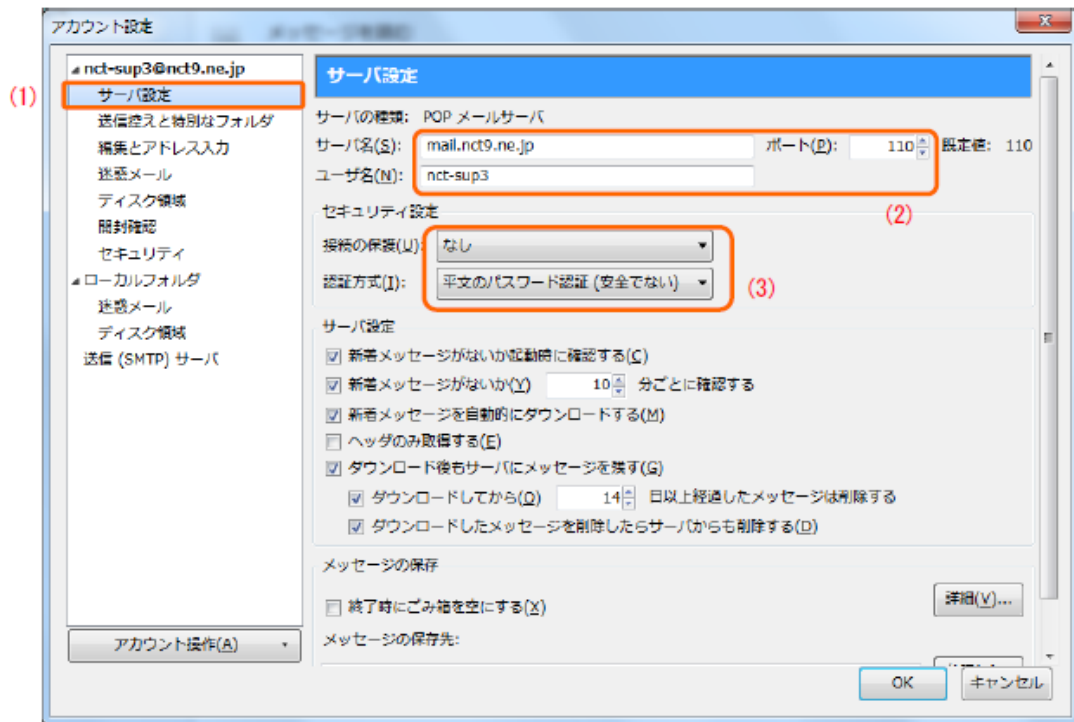 アカウント設定
nct-sup3@nct9.ne.jp
(1)
サーバ設定
送信控えと特別なフォルダ
編集とアドレス入力
迷惑メール
ディスク領域
開封確認
セキュリティ
ローカルフォルダ
迷惑メール
ディスク領域
送信 (SMTP) サーバ
アカウント操作(A)
サーバ設定
サーバの種類: POP メールサーバ
サーバ名(S): mail.nct9.ne.jp ポート(P): 110 既定値: 110
ユーザ名(N): nct-sup3
(2)
セキュリティ設定
接続の保護(U): なし
認証方式(I): 平文のパスワード認証 (安全でない)
(3)
サーバ設定
新着メッセージがないか起動時に確認する(C)
新着メッセージがないか(Y) 10 分ごとに確認する
新着メッセージを自動的にダウンロードする(M)
ヘッダのみ取得する(E)
ダウンロード後もサーバにメッセージを残す(G)
ダウンロードしてから(O) 14 日以上経過したメッセージは削除する
ダウンロードしたメッセージを削除したらサーバからも削除する(D)
メッセージの保存
終了時にごみ箱を空にする(X)
詳細(V)...
メッセージの保存先:
OK
キャンセル